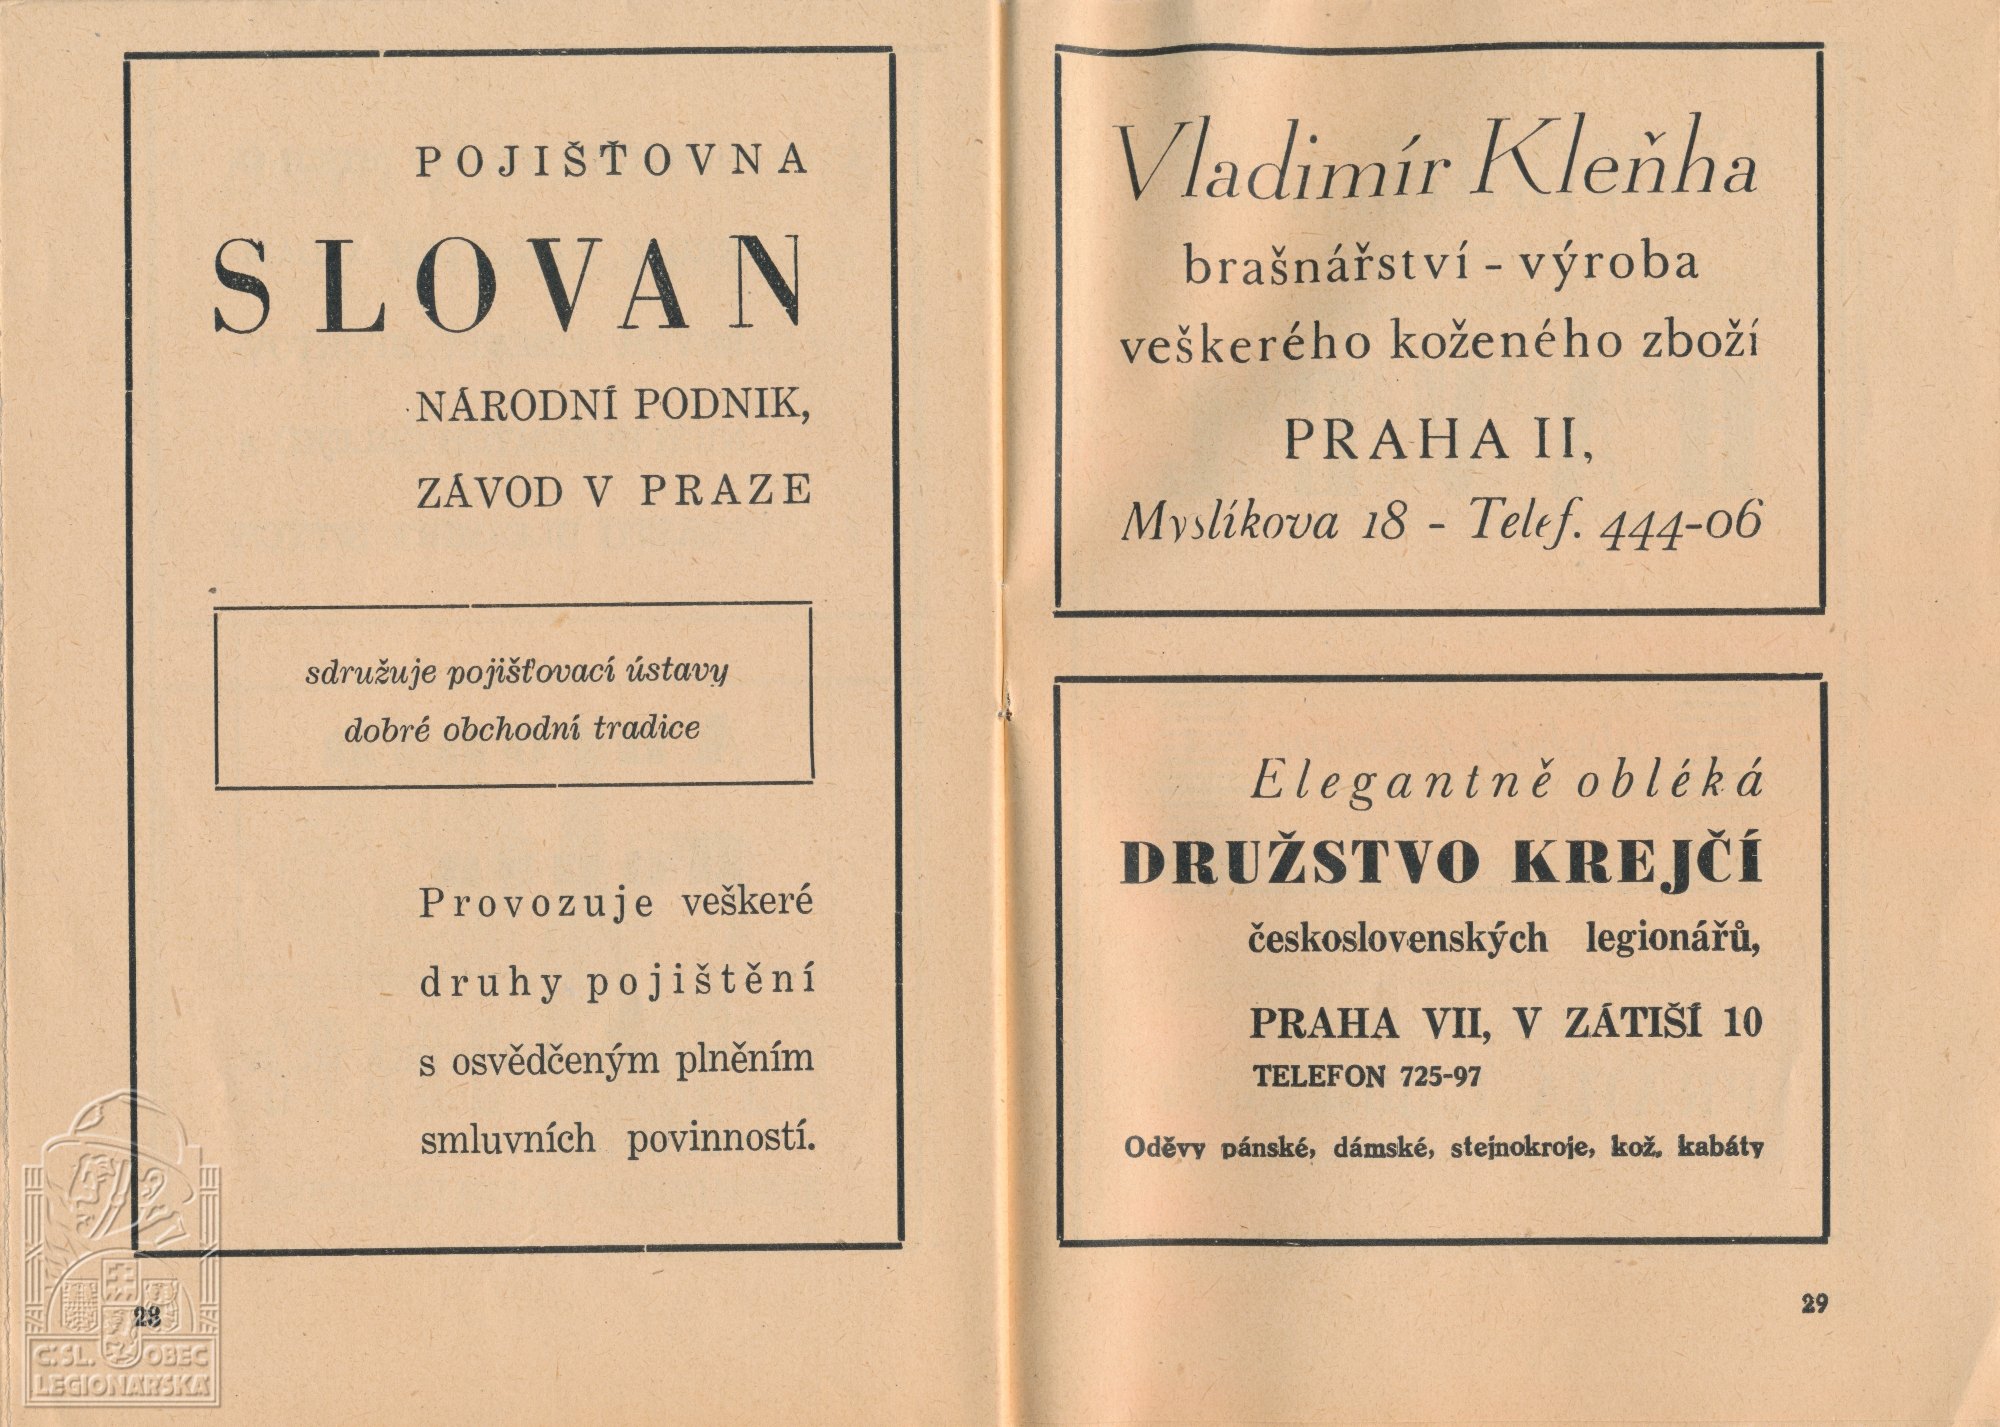 POJIŠŤOVNA
SLOVAN
NÁRODNÍ PODNIK,
ZÁVOD V PRAZE
sdružuje pojišťovací ústavy
dobré obchodní tradice
Provozuje veškeré
druhy pojištění
s osvědčeným plněním
smluvních povinností.
28
Č. SL. OBEC
LEGIONÁŘSKÁ
Vladimír Kleňha
brašnářství - výroba
veškerého koženého zboží
PRAHA II,
Myslíkova 18 - Telef. 444-06
Elegantně obléká
DRUŽSTVO KREJČÍ
československých legionářů,
PRAHA VII, V ZÁTIŠÍ 10
TELEFON 725-97
Oděvy pánské, dámské, stejnokroje, kož. kabáty
29